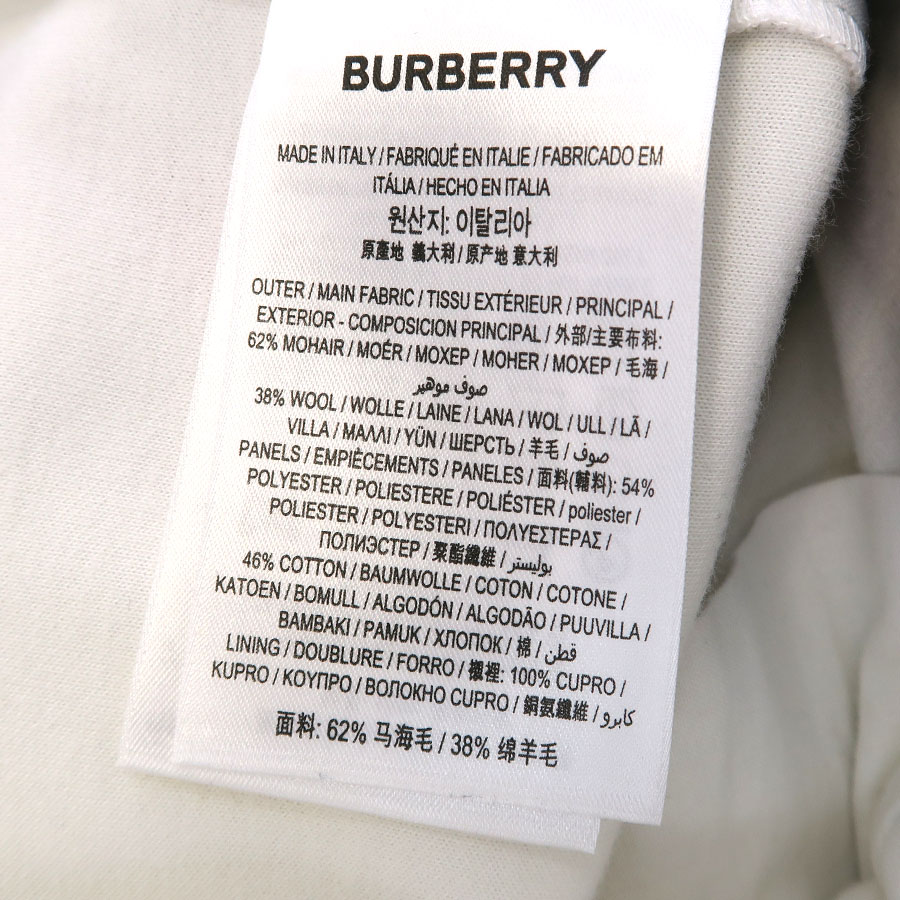 BURBERRY
MADE IN ITALY / FABRIQUÉ EN ITALIE / FABRICADO EM
ITÁLIA / HECHO EN ITALIA
원산지: 이탈리아
原產地 義大利 / 原产地 意大利
OUTER / MAIN FABRIC / TISSU EXTÉRIEUR / PRINCIPAL /
EXTERIOR - COMPOSICION PRINCIPAL / 外部/主要布料:
62% MOHAIR / MOÉR / MOXEP / MOHER / MOXEP / 毛海 /
صوف موهير
38% WOOL / WOLLE / LAINE / LANA / WOL / ULL / LÃ /
VILLA / ΜΑΛΛΙ / YÜN / ШЕРСТЬ / 羊毛 / صوف
PANELS / EMPIÈCEMENTS / PANELES / 面料(輔料): 54%
POLYESTER / POLIESTERE / POLIÉSTER / poliester /
POLIESTER / POLYESTERI / ΠΟΛΥΕΣΤΕΡΑΣ /
ПОЛИЭСТЕР / 聚酯纖維 / بوليستر
46% COTTON / BAUMWOLLE / COTON / COTONE /
KATOEN / BOMULL / ALGODÓN / ALGODÃO / PUUVILLA /
BAMBAKI / PAMUK / ХЛОПОК / 棉 / قطن
LINING / DOUBLURE / FORRO / 襯裡: 100% CUPRO /
KUPRO / ΚΟΥΠΡΟ / ВОЛОКНО CUPRO / 銅氨纖維 / كابرو
面料: 62% 马海毛 / 38% 绵羊毛